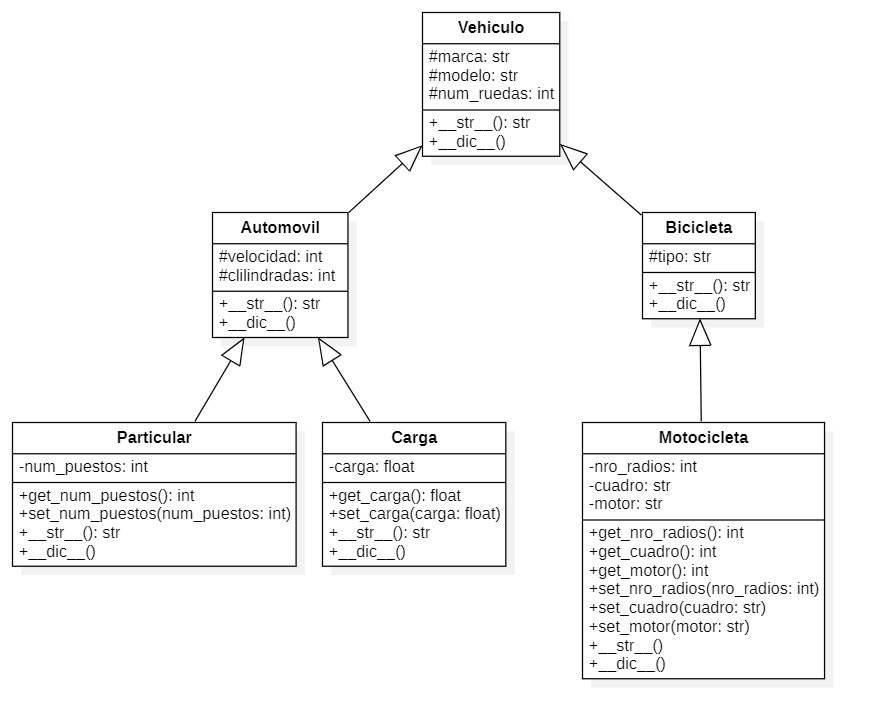 Vehiculo
#marca: str
#modelo: str
#num_ruedas: int
+__str__(): str
+__dic__()
Automovil
#velocidad: int
#clilindradas: int
+__str__(): str
+__dic__()
Bicicleta
#tipo: str
+__str__(): str
+__dic__()
Particular
-num_puestos: int
+get_num_puestos(): int
+set_num_puestos(num_puestos: int)
+__str__(): str
+__dic__()
Carga
-carga: float
+get_carga(): float
+set_carga(carga: float)
+__str__(): str
+__dic__()
Motocicleta
-nro_radios: int
-cuadro: str
-motor: str
+get_nro_radios(): int
+get_cuadro(): int
+get_motor(): int
+set_nro_radios(nro_radios: int)
+set_cuadro(cuadro: str)
+set_motor(motor: str)
+__str__()
+__dic__()